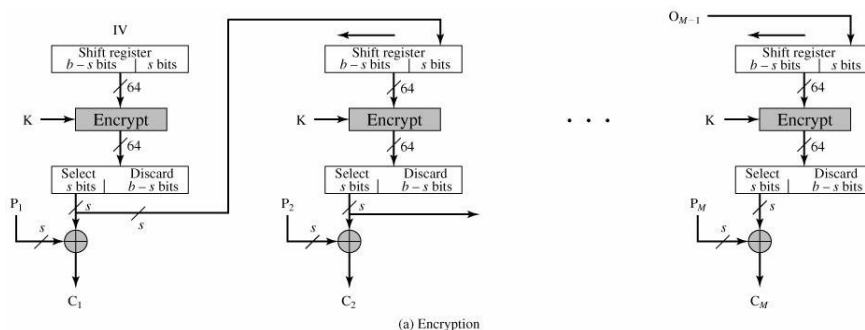 IV
Shift register
b – s bits | s bits
64
K
Encrypt
64
Select
s bits
Discard
b – s bits
P1
s
s
s
C1
Shift register
b – s bits | s bits
64
K
Encrypt
64
Select
s bits
Discard
b – s bits
P2
s
s
C2
. . .
OM–1
Shift register
b – s bits | s bits
64
K
Encrypt
64
Select
s bits
Discard
b – s bits
PM
s
s
CM
(a) Encryption